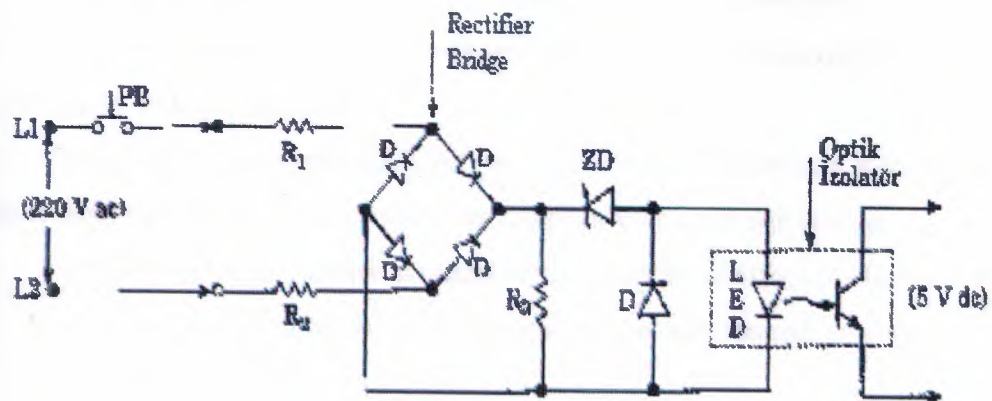 Rectifier
Bridge
PB
L1
R1
D
D
ZD
Optik
İzolatör
(220 V ac)
D
D
L2
R2
R3
D
L
E
D
(5 V dc)